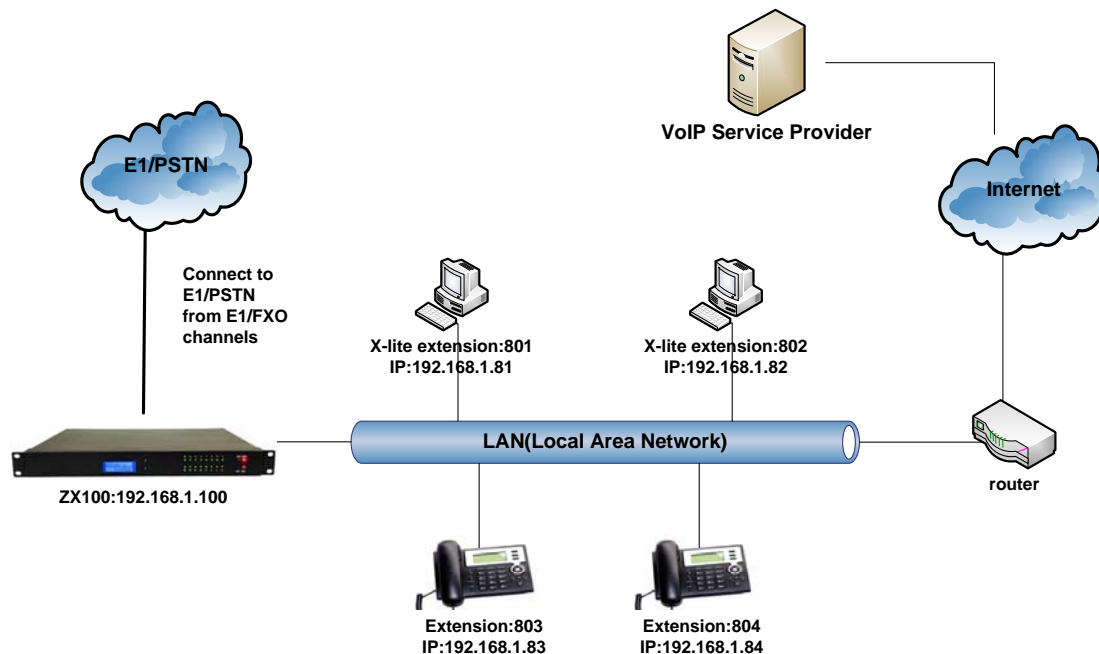 VoIP Service Provider
E1/PSTN
Internet
Connect to
E1/PSTN
from E1/FXO
channels
X-lite extension:801
IP:192.168.1.81
X-lite extension:802
IP:192.168.1.82
LAN(Local Area Network)
ZX100:192.168.1.100
router
Extension:803
IP:192.168.1.83
Extension:804
IP:192.168.1.84